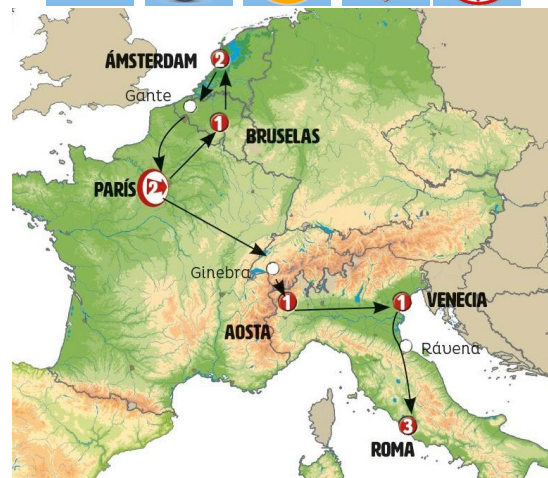 ÁMSTERDAM
2
Gante
1
BRUSELAS
PARÍS
2
Ginebra
1
AOSTA
1
VENECIA
Rávena
3
ROMA